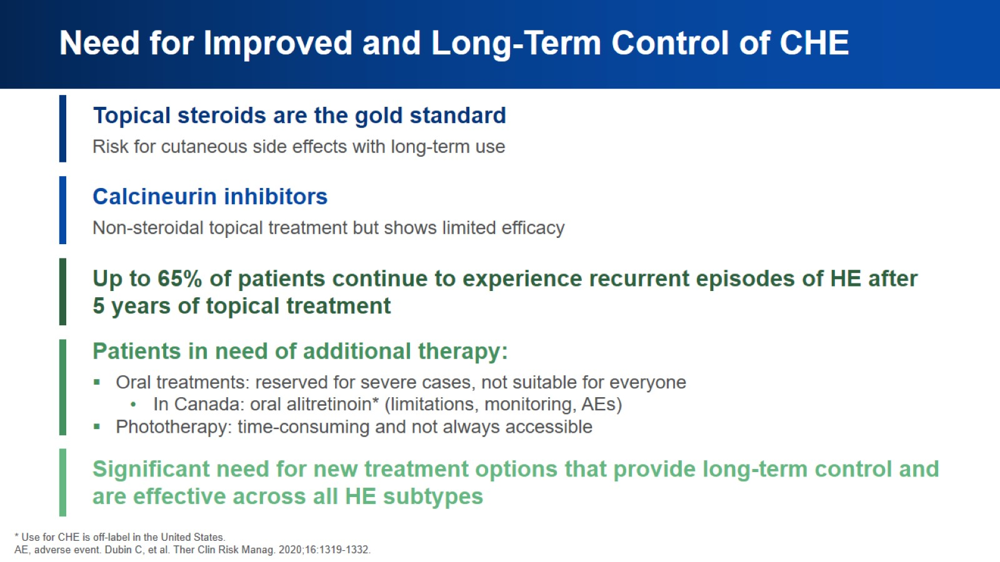 Need for Improved and Long-Term Control of CHE
Topical steroids are the gold standard
Risk for cutaneous side effects with long-term use
Calcineurin inhibitors
Non-steroidal topical treatment but shows limited efficacy
Up to 65% of patients continue to experience recurrent episodes of HE after
5 years of topical treatment
Patients in need of additional therapy:
▪ Oral treatments: reserved for severe cases, not suitable for everyone
• In Canada: oral alitretinoin* (limitations, monitoring, AEs)
▪ Phototherapy: time-consuming and not always accessible
Significant need for new treatment options that provide long-term control and
are effective across all HE subtypes
* Use for CHE is off-label in the United States.
AE, adverse event. Dubin C, et al. Ther Clin Risk Manag. 2020;16:1319-1332.